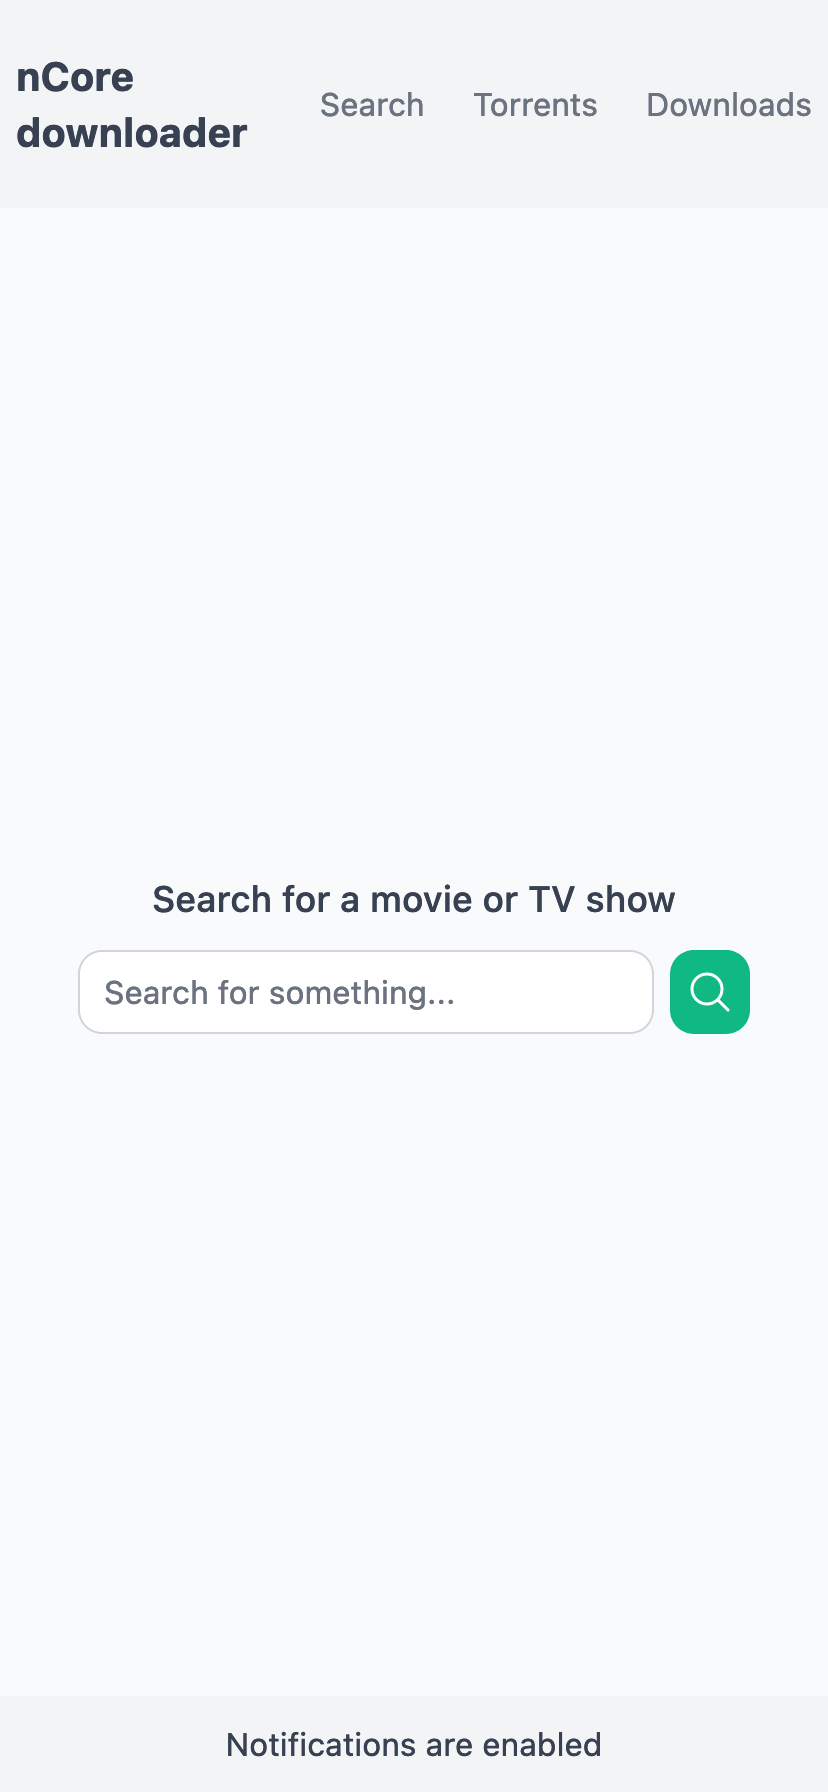 nCore
downloader
Search Torrents Downloads
Search for a movie or TV show
Search for something...
Notifications are enabled